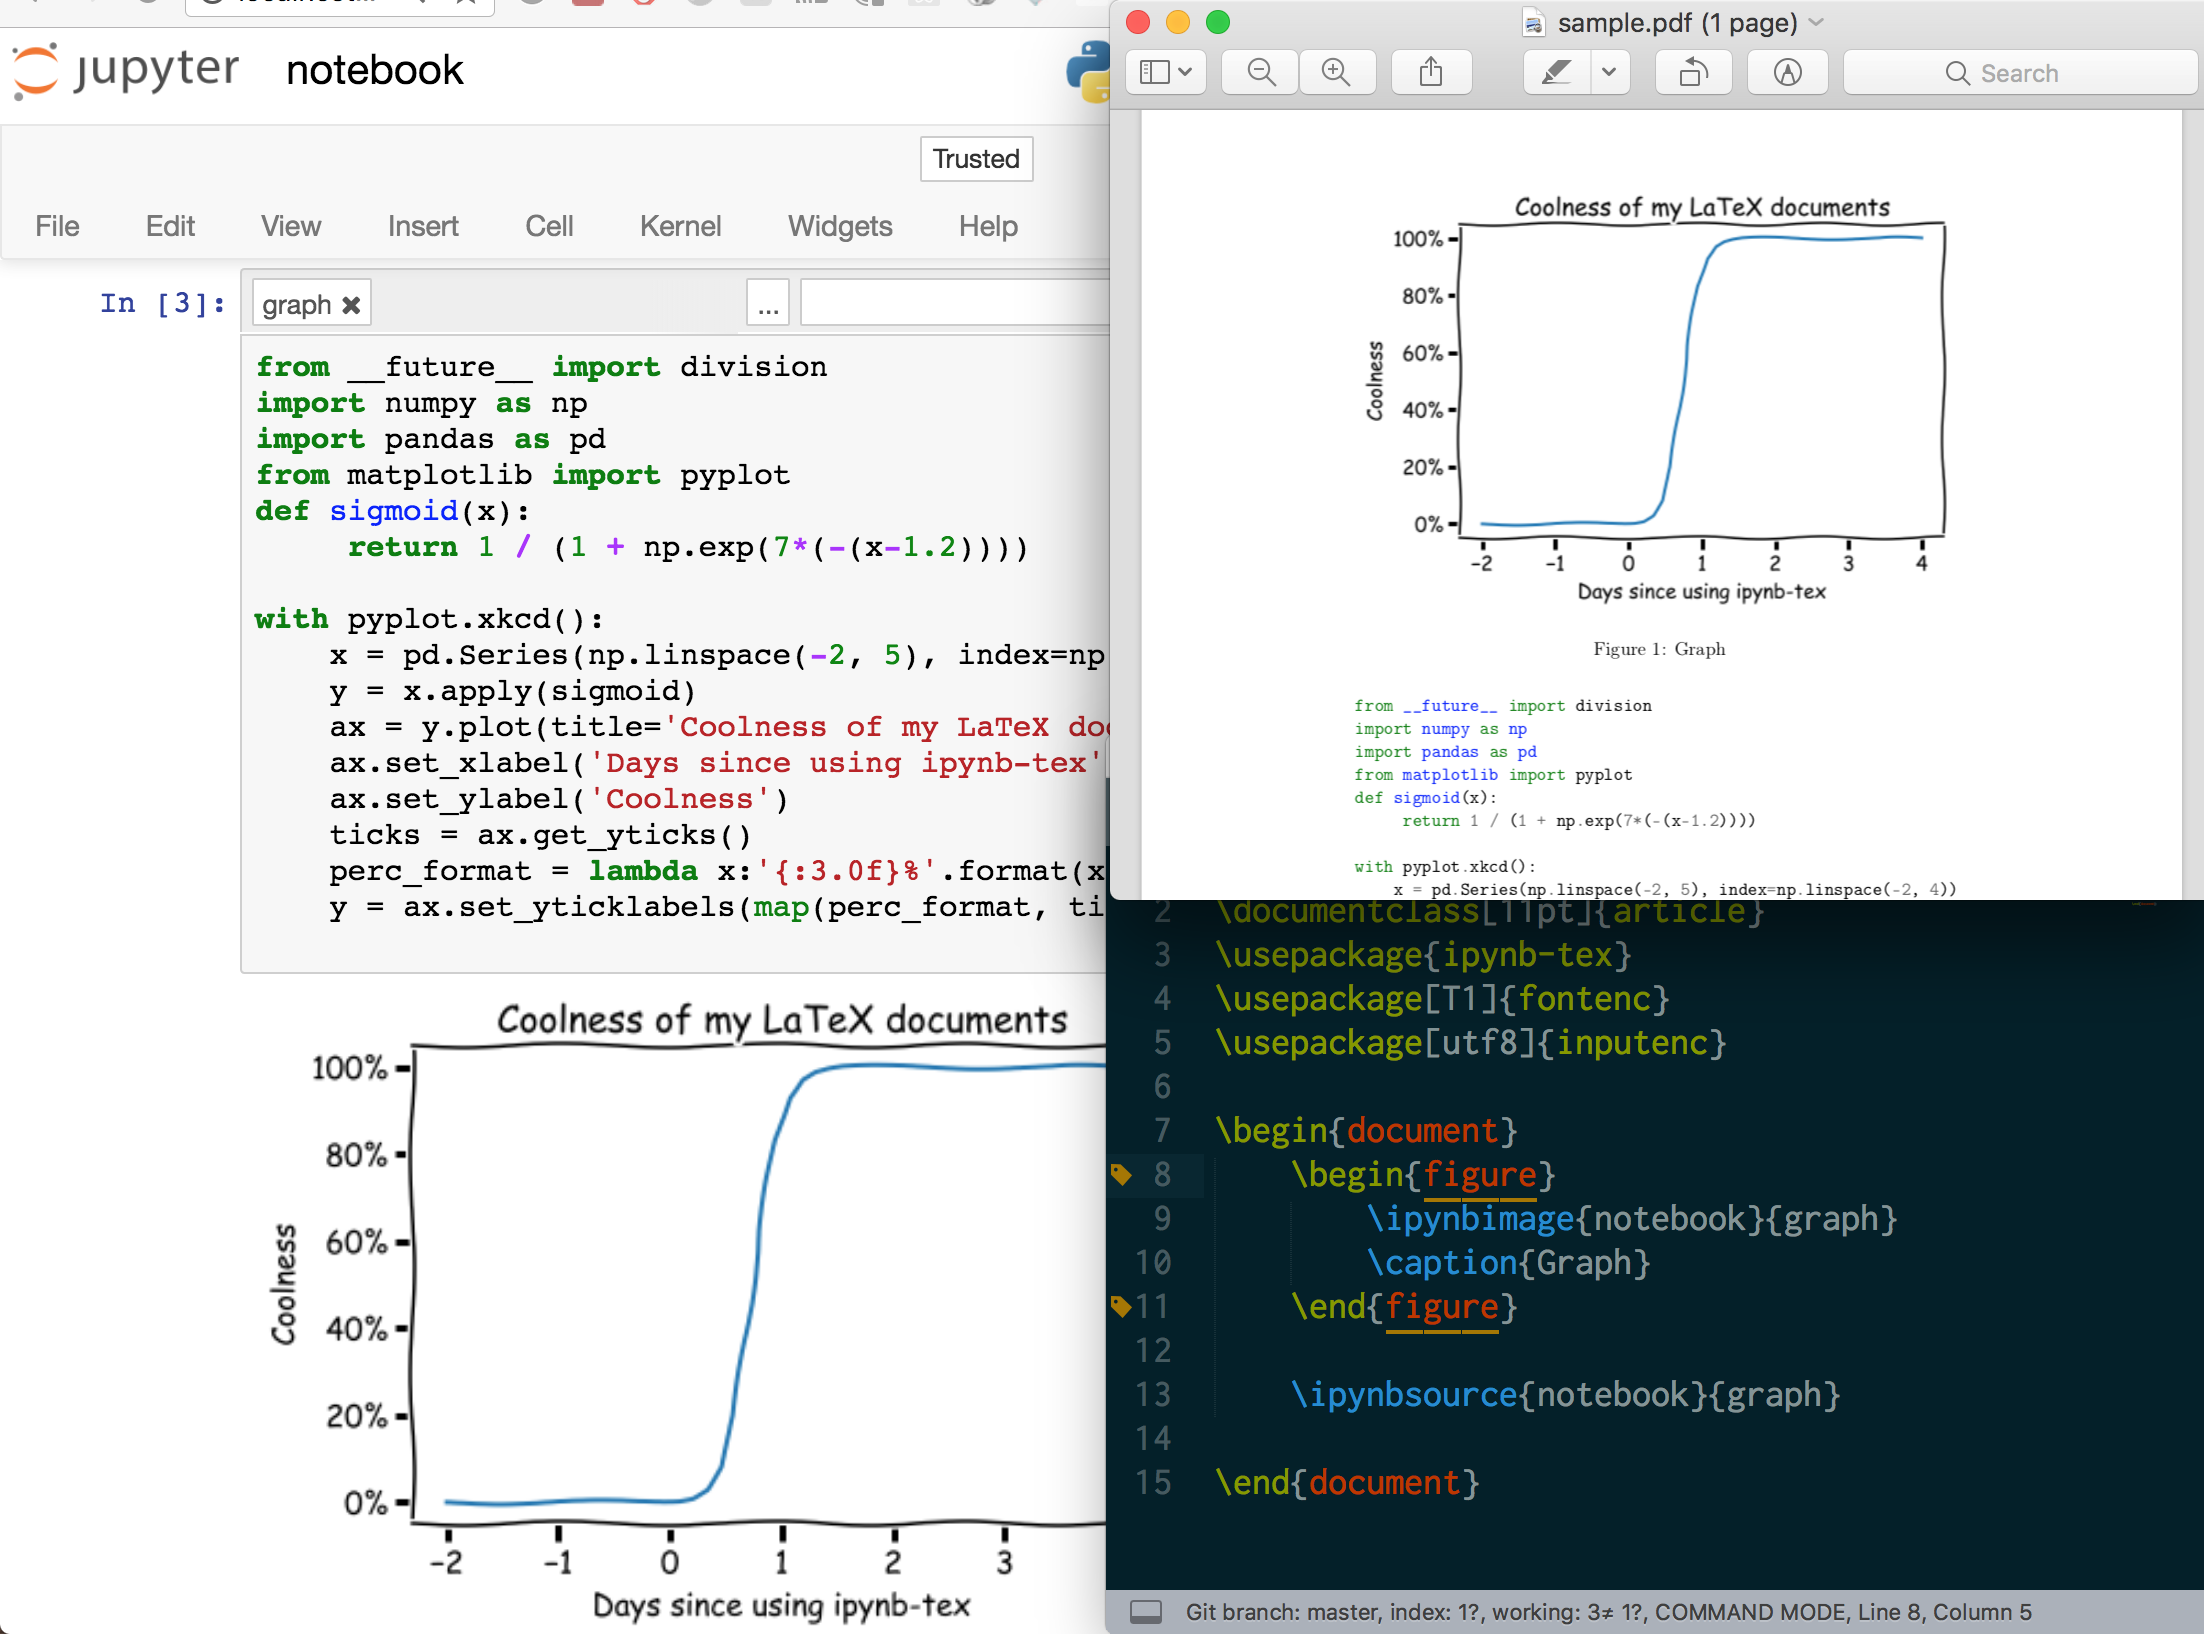 jupyter notebook
Trusted
File Edit View Insert Cell Kernel Widgets Help
In [3]:
graph ✖
...
from __future__ import division
import numpy as np
import pandas as pd
from matplotlib import pyplot
def sigmoid(x):
     return 1 / (1 + np.exp(7*(-(x-1.2))))
with pyplot.xkcd():
    x = pd.Series(np.linspace(-2, 5), index=np
    y = x.apply(sigmoid)
    ax = y.plot(title='Coolness of my LaTeX do
    ax.set_xlabel('Days since using ipynb-tex'
    ax.set_ylabel('Coolness')
    ticks = ax.get_yticks()
    perc_format = lambda x:'{:3.0f}%'.format(x
    y = ax.set_yticklabels(map(perc_format, ti
Coolness of my LaTeX documents
100%
80%
60%
40%
20%
0%
Coolness
-2 -1 0 1 2 3
Days since using ipynb-tex
sample.pdf (1 page)
Search
Coolness of my LaTeX documents
100%
80%
60%
40%
20%
0%
Coolness
-2 -1 0 1 2 3 4
Days since using ipynb-tex
Figure 1: Graph
from __future__ import division
import numpy as np
import pandas as pd
from matplotlib import pyplot
def sigmoid(x):
     return 1 / (1 + np.exp(7*(-(x-1.2))))
with pyplot.xkcd():
    x = pd.Series(np.linspace(-2, 5), index=np.linspace(-2, 4))
2 \documentclass[11pt]{article}
3 \usepackage{ipynb-tex}
4 \usepackage[T1]{fontenc}
5 \usepackage[utf8]{inputenc}
6
7 \begin{document}
8     \begin{figure}
9         \ipynbimage{notebook}{graph}
10         \caption{Graph}
11     \end{figure}
12
13     \ipynbsource{notebook}{graph}
14
15 \end{document}
Git branch: master, index: 1?, working: 3≠ 1?, COMMAND MODE, Line 8, Column 5